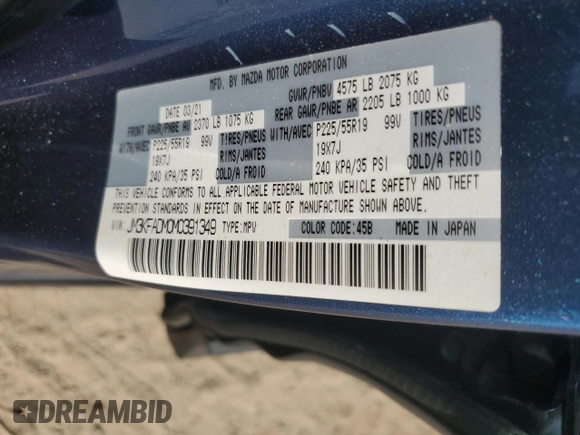 MFD. BY MAZDA MOTOR CORPORATION
DATE 03/21 GVWR/PNBV 4575 LB 2075 KG
FRONT GAWR/PNBE AV 2370 LB 1075 KG REAR GAWR/PNBE AR 2205 LB 1000 KG
WITH/AVEC P225/55R19 99V TIRES/PNEUS WITH/AVEC P225/55R19 99V TIRES/PNEUS
19X7J RIMS/JANTES 19X7J RIMS/JANTES
240 KPA/35 PSI COLD/A FROID 240 KPA/35 PSI COLD/A FROID
THIS VEHICLE CONFORMS TO ALL APPLICABLE FEDERAL MOTOR VEHICLE SAFETY AND THEFT
PREVENTION STANDARDS IN EFFECT ON THE DATE OF MANUFACTURE SHOWN ABOVE.
VIN: JM3KFADM0M0391349 TYPE:MPV COLOR CODE:45B MADE IN JAPAN
DREAMBID